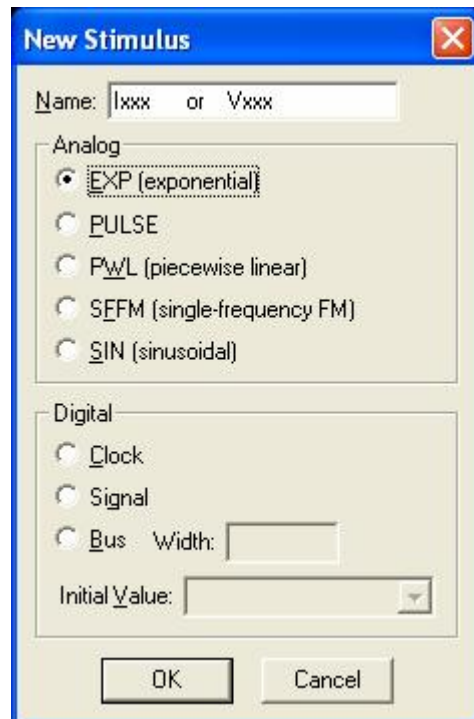 New Stimulus
Name: Ixxx or Vxxx
Analog
EXP (exponential)
PULSE
PWL (piecewise linear)
SFFM (single-frequency FM)
SIN (sinusoidal)
Digital
Clock
Signal
Bus Width:
Initial Value:
OK Cancel